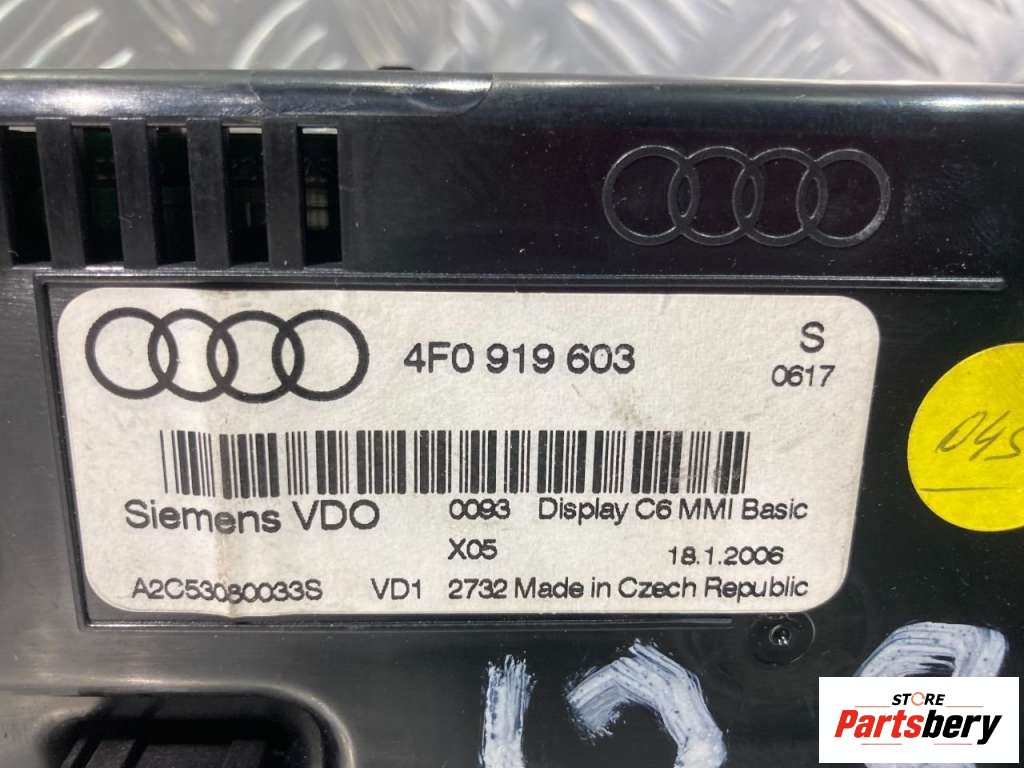 4F0 919 603
S
0617
Siemens VDO
0093 Display C6 MMI Basic
X05
18.1.2006
A2C53080033S
VD1 2732 Made in Czech Republic
STORE
Partsbery